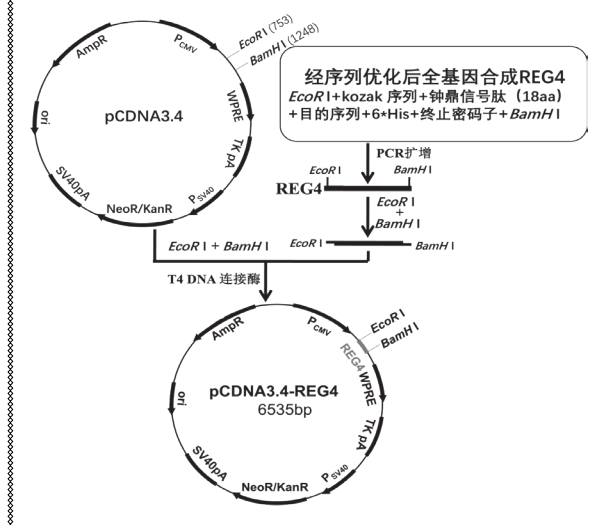 AmpR
PCMV
EcoR I (753)
BamH I (1248)
ori
pCDNA3.4
WPRE
TK pA
SV40pA
PSV40
NeoR/KanR
经序列优化后全基因合成REG4
EcoR I+kozak 序列+钟鼎信号肽（18aa）
+目的序列+6*His+终止密码子+BamH I
PCR扩增
EcoR I
BamH I
REG4
EcoR I
+
BamH I
EcoR I
BamH I
EcoR I + BamH I
T4 DNA 连接酶
AmpR
PCMV
EcoR I
BamH I
REG4
ori
pCDNA3.4-REG4
6535bp
WPRE
TK pA
SV40pA
PSV40
NeoR/KanR